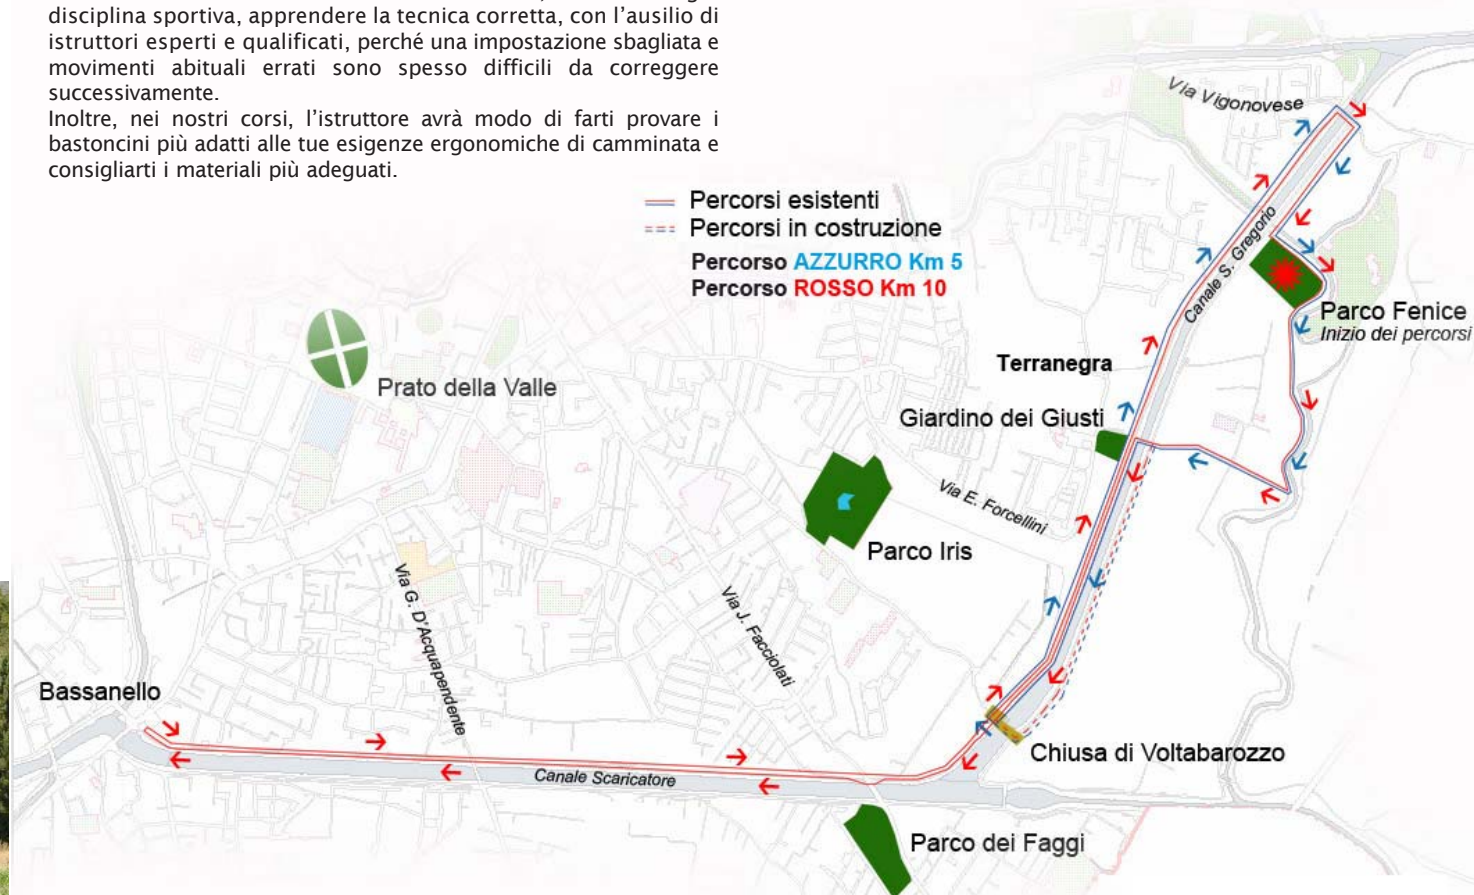 disciplina sportiva, apprendere la tecnica corretta, con l'ausilio di
istruttori esperti e qualificati, perché una impostazione sbagliata e
movimenti abituali errati sono spesso difficili da correggere
successivamente.
Inoltre, nei nostri corsi, l'istruttore avrà modo di farti provare i
bastoncini più adatti alle tue esigenze ergonomiche di camminata e
consigliarti i materiali più adeguati.
Via Vigonovese
Percorsi esistenti
Percorsi in costruzione
Percorso AZZURRO Km 5
Percorso ROSSO Km 10
Canale S. Gregorio
Parco Fenice
Inizio dei percorsi
Terranegra
Prato della Valle
Giardino dei Giusti
Via E. Forcellini
Parco Iris
Via G. D'Acquapendente
Via J. Facciolati
Bassanello
Chiusa di Voltabarozzo
Canale Scaricatore
Parco dei Faggi